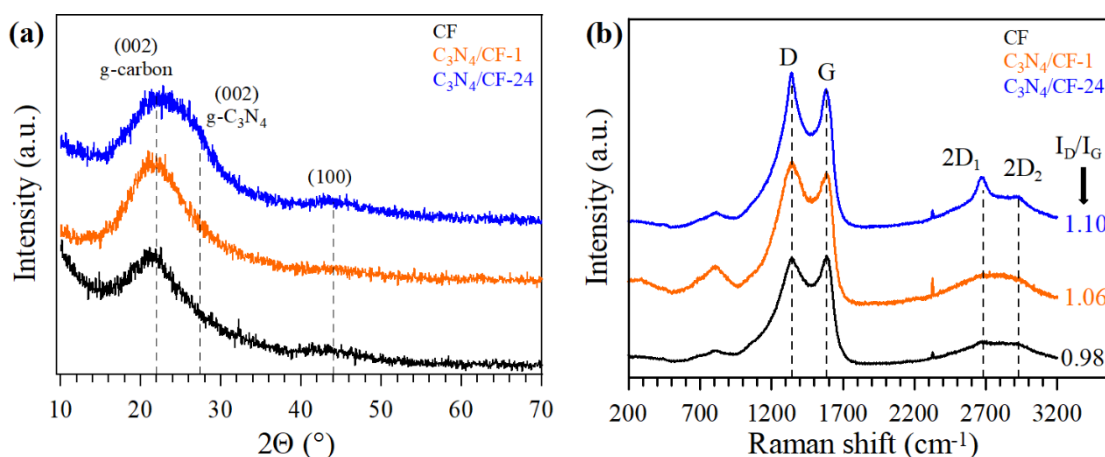 (a)
CF
C₃N₄/CF-1
C₃N₄/CF-24
(002)
g-carbon
(002)
g-C₃N₄
(100)
Intensity (a.u.)
10 20 30 40 50 60 70
2Θ (°)
(b)
CF
C₃N₄/CF-1
C₃N₄/CF-24
D
G
2D₁
2D₂
I_D/I_G
1.10
1.06
0.98
Intensity (a.u.)
200 700 1200 1700 2200 2700 3200
Raman shift (cm⁻¹)